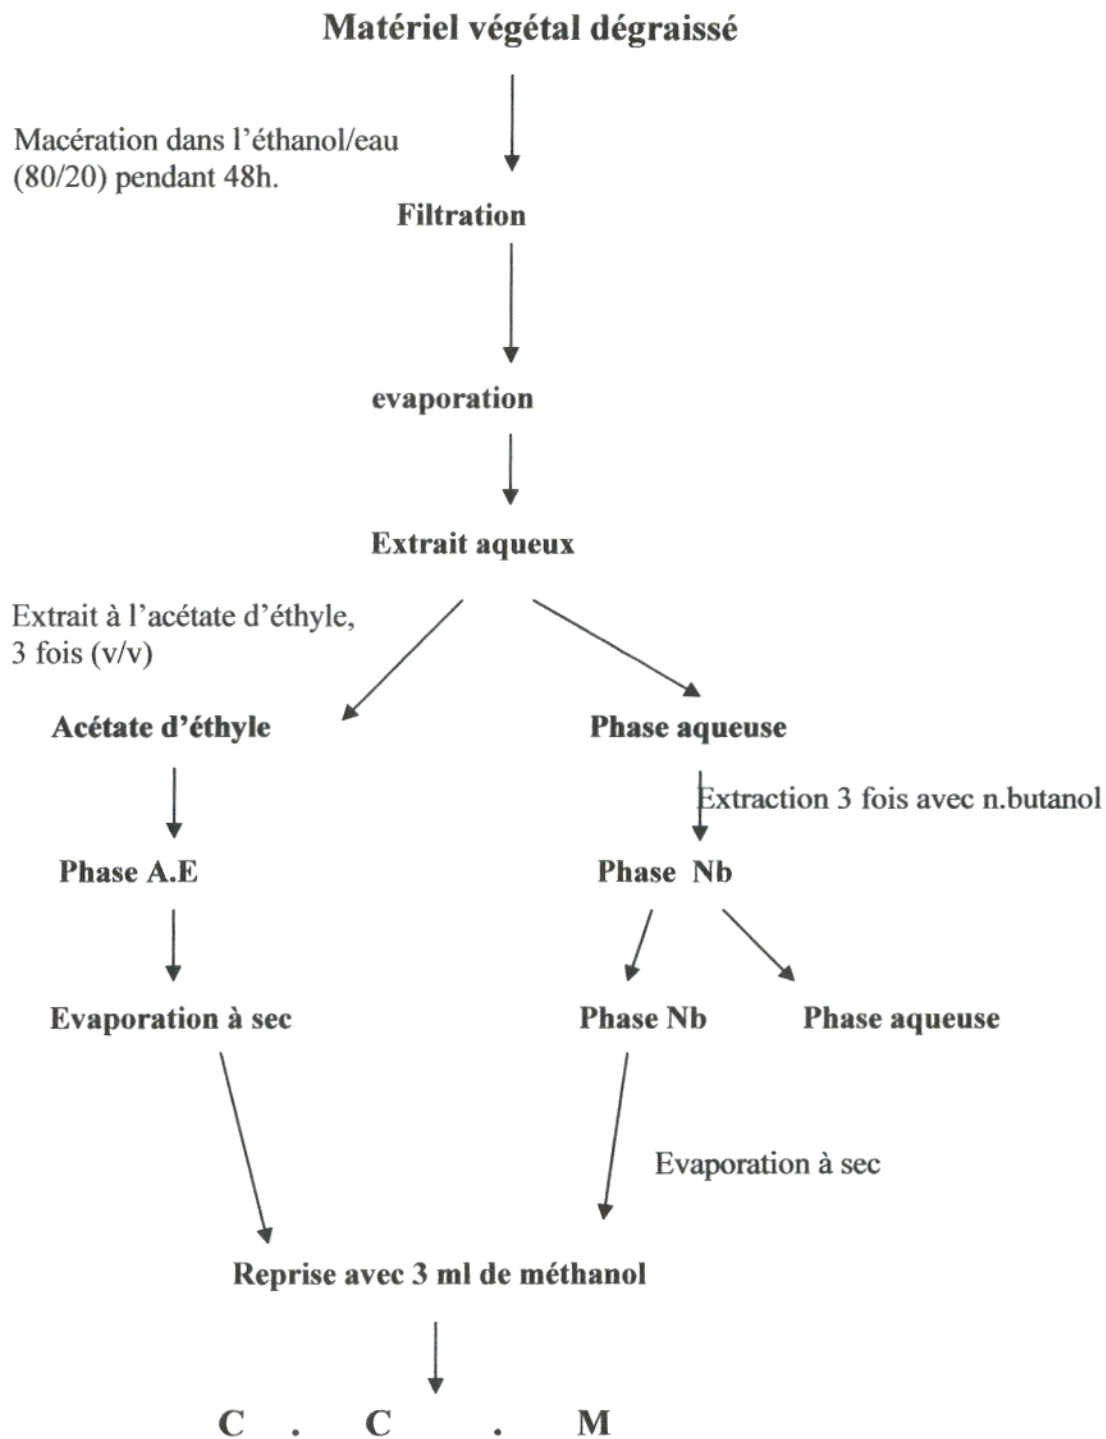 Matériel végétal dégraissé
Macération dans l'éthanol/eau
(80/20) pendant 48h.
Filtration
evaporation
Extrait aqueux
Extrait à l'acétate d'éthyle,
3 fois (v/v)
Acétate d'éthyle
Phase aqueuse
Extraction 3 fois avec n.butanol
Phase A.E
Phase Nb
Evaporation à sec
Phase Nb
Phase aqueuse
Evaporation à sec
Reprise avec 3 ml de méthanol
C . C . M